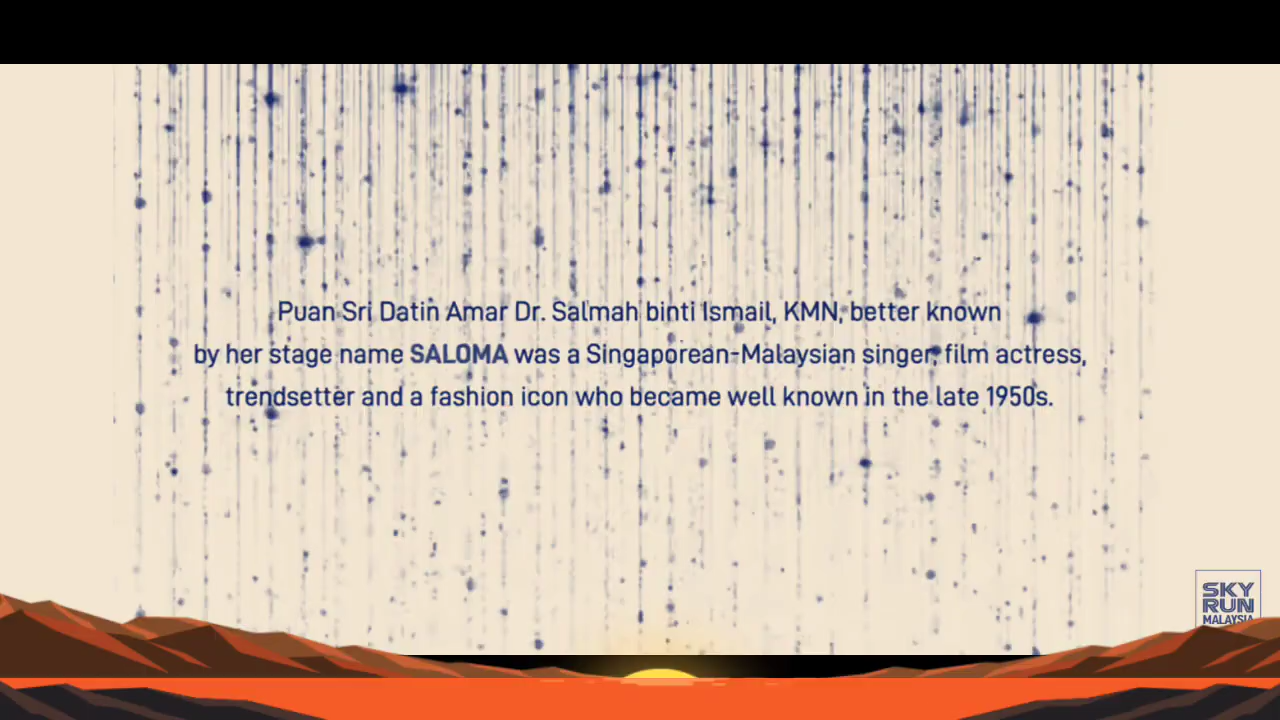 Puan Sri Datin Amar Dr. Salmah binti Ismail, KMN, better known
by her stage name SALOMA was a Singaporean-Malaysian singer, film actress,
trendsetter and a fashion icon who became well known in the late 1950s.
SKY
RUN
MALAYSIA